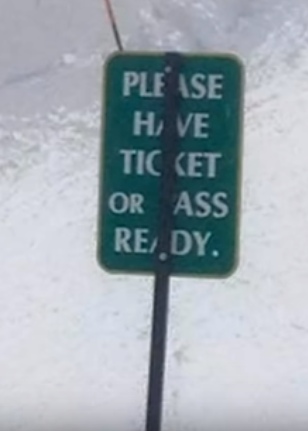 PLEASE
HAVE
TICKET
OR PASS
READY.